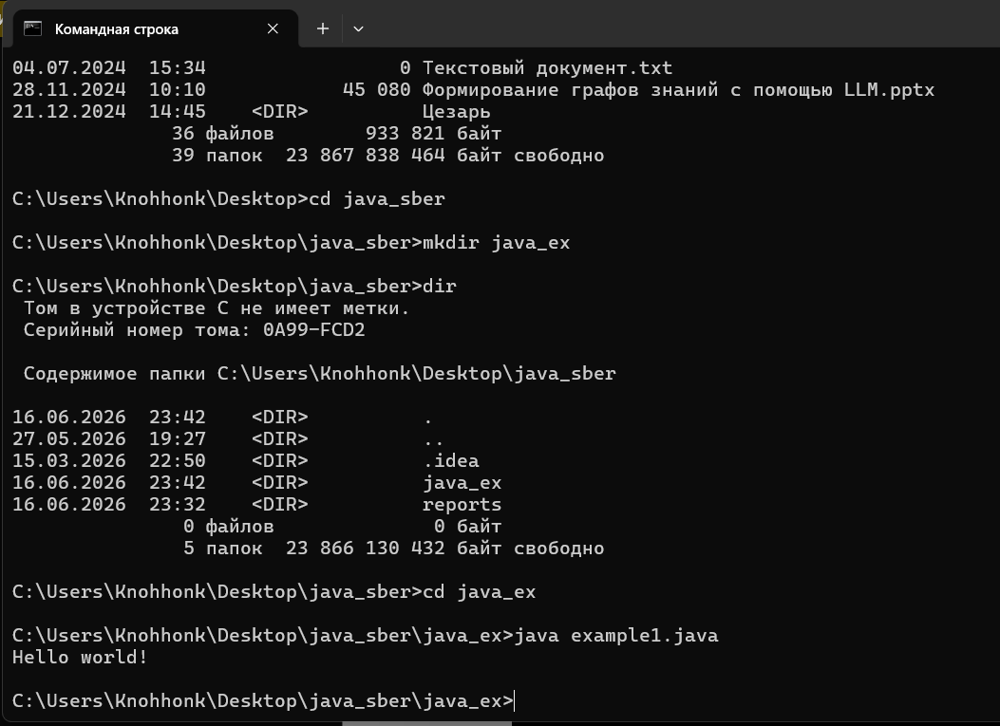 Командная строка
04.07.2024  15:34                 0 Текстовый документ.txt
28.11.2024  10:10            45 080 Формирование графов знаний с помощью LLM.pptx
21.12.2024  14:45    <DIR>          Цезарь
              36 файлов        933 821 байт
              39 папок  23 867 838 464 байт свободно
C:\Users\Knohhonk\Desktop>cd java_sber
C:\Users\Knohhonk\Desktop\java_sber>mkdir java_ex
C:\Users\Knohhonk\Desktop\java_sber>dir
 Том в устройстве C не имеет метки.
 Серийный номер тома: 0A99-FCD2
 Содержимое папки C:\Users\Knohhonk\Desktop\java_sber
16.06.2026  23:42    <DIR>          .
27.05.2026  19:27    <DIR>          ..
15.03.2026  22:50    <DIR>          .idea
16.06.2026  23:42    <DIR>          java_ex
16.06.2026  23:32    <DIR>          reports
               0 файлов              0 байт
               5 папок  23 866 130 432 байт свободно
C:\Users\Knohhonk\Desktop\java_sber>cd java_ex
C:\Users\Knohhonk\Desktop\java_sber\java_ex>java example1.java
Hello world!
C:\Users\Knohhonk\Desktop\java_sber\java_ex>